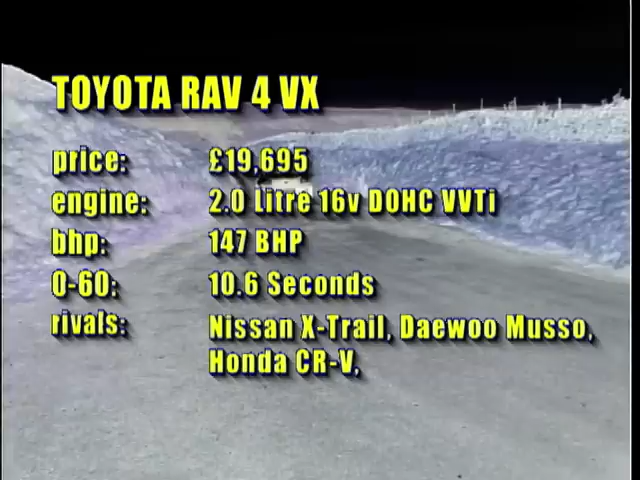 TOYOTA RAV 4 VX
price: £19,695
engine: 2.0 Litre 16v DOHC VVTi
bhp: 147 BHP
0-60: 10.6 Seconds
rivals: Nissan X-Trail, Daewoo Musso,
Honda CR-V,